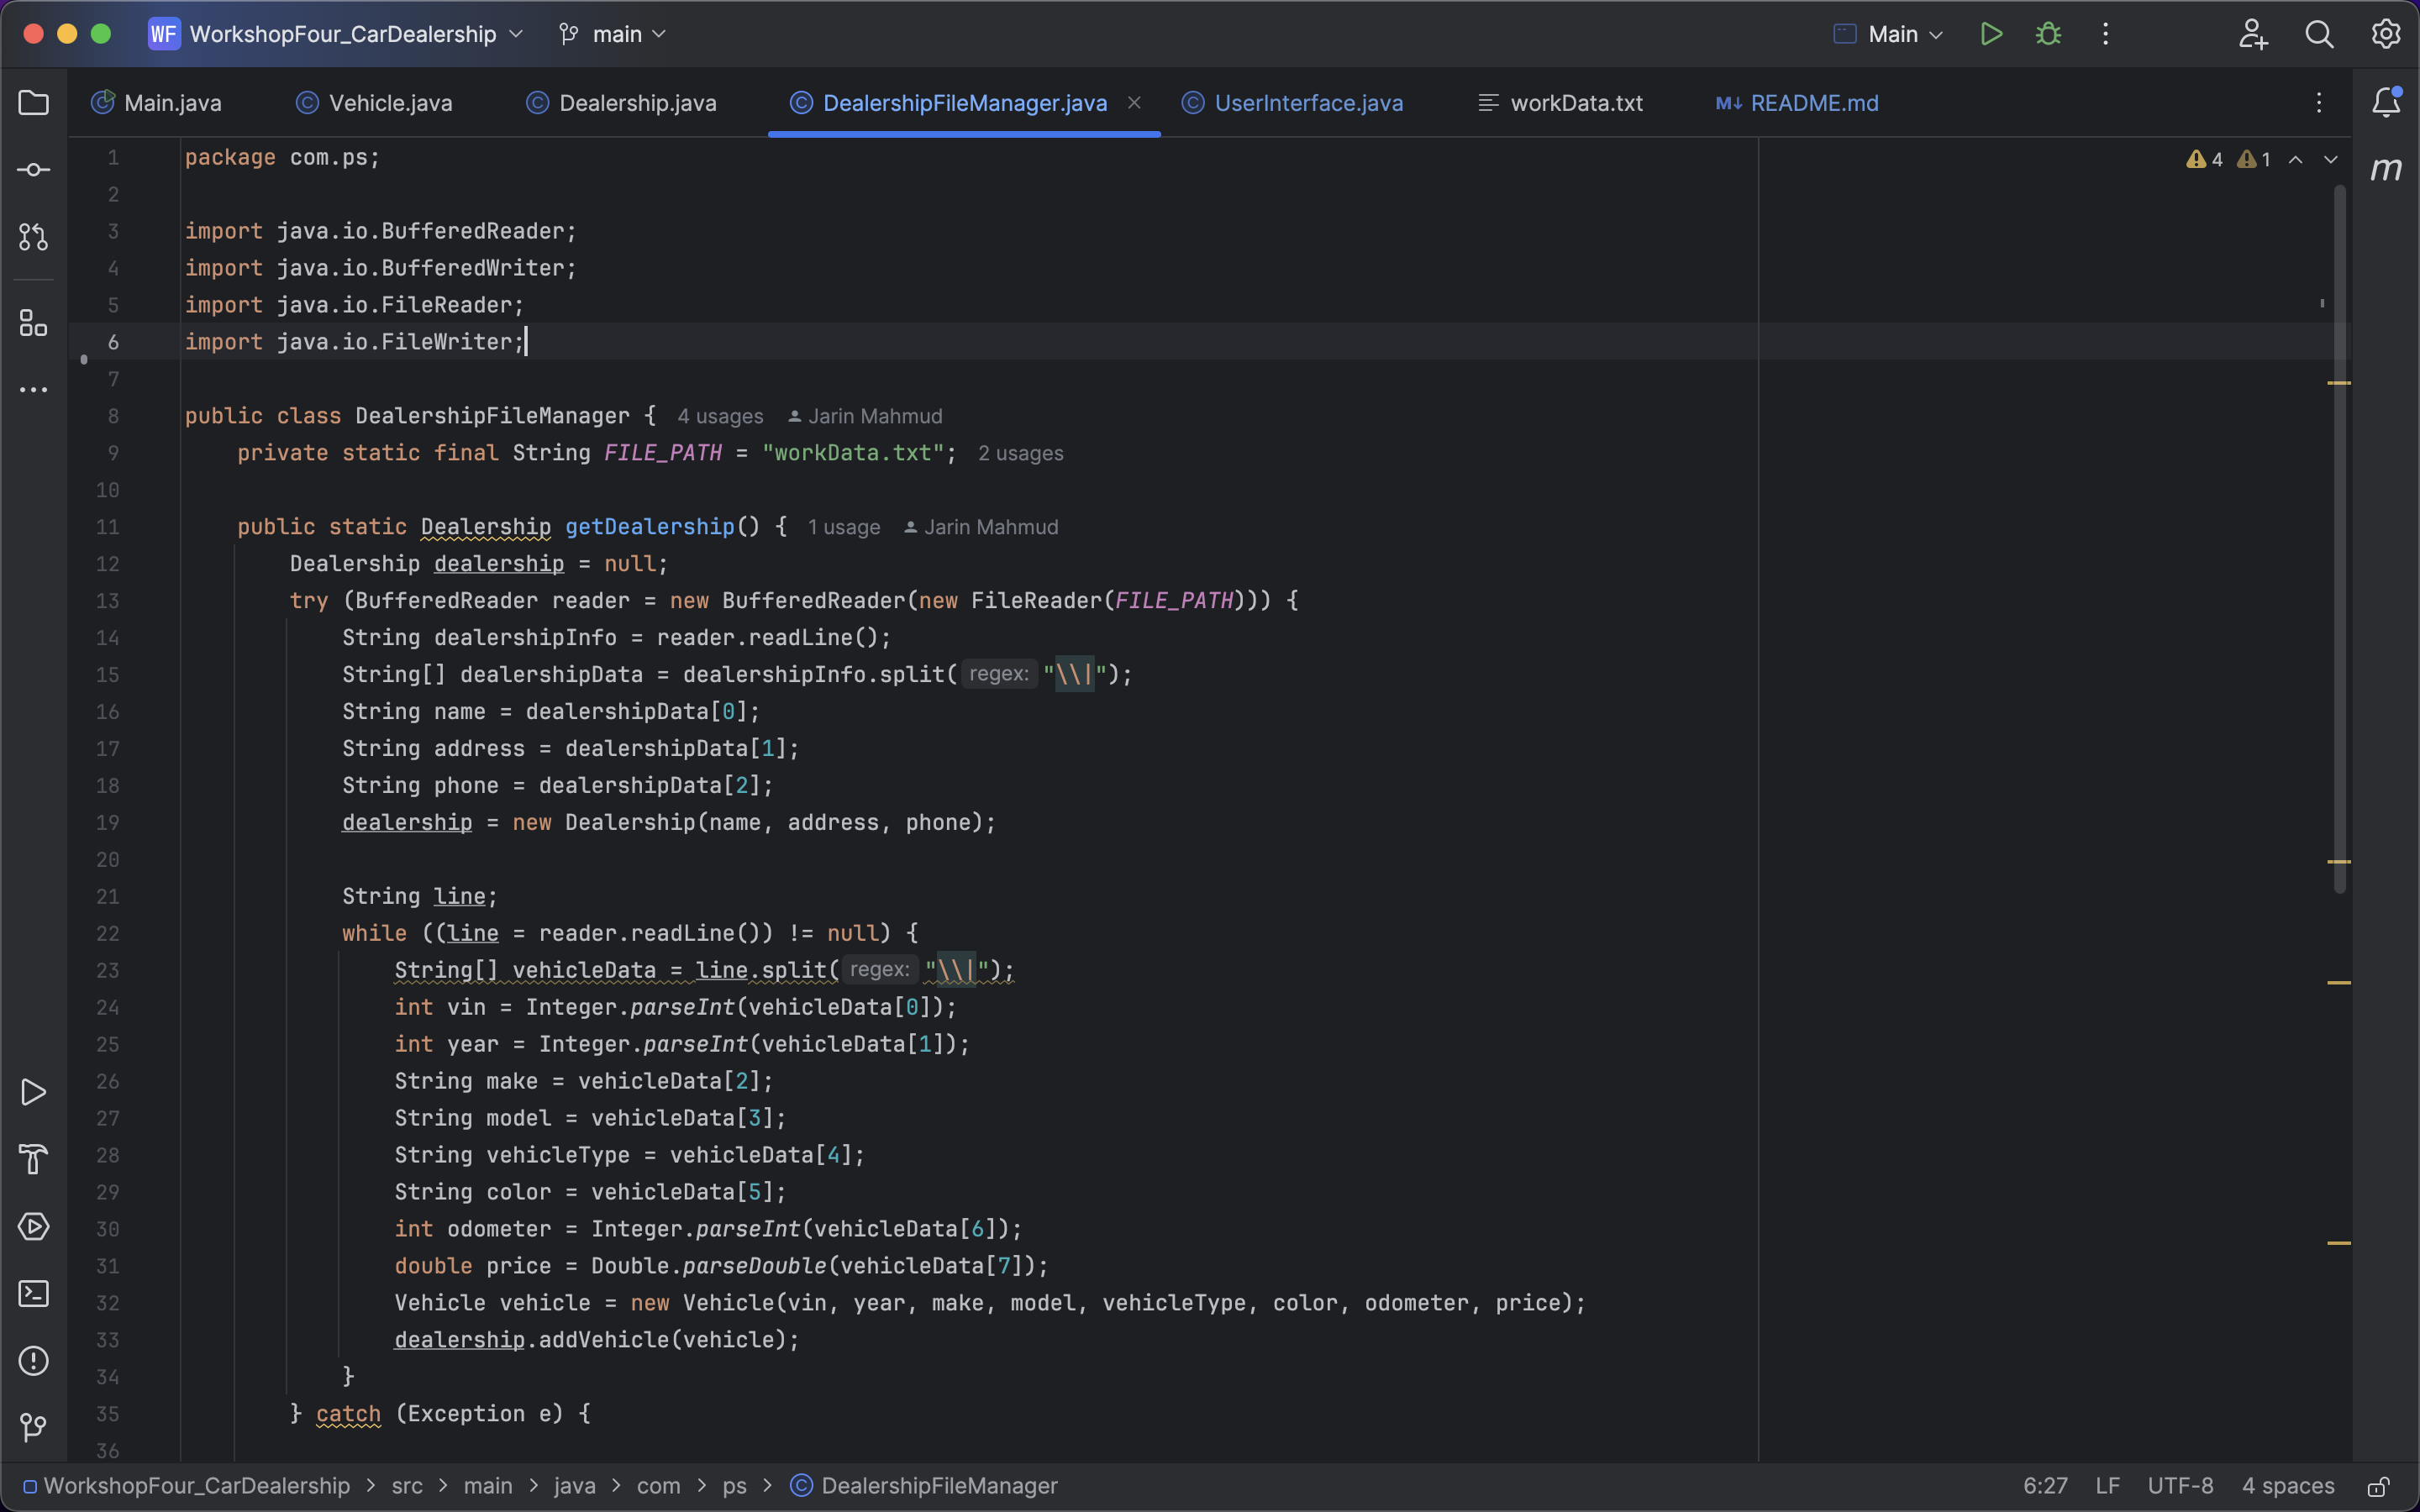 WF WorkshopFour_CarDealership main Main
Main.java Vehicle.java Dealership.java DealershipFileManager.java UserInterface.java workData.txt M↓ README.md
4 1
m
1 package com.ps;
2
3 import java.io.BufferedReader;
4 import java.io.BufferedWriter;
5 import java.io.FileReader;
6 import java.io.FileWriter;
7
8 public class DealershipFileManager { 4 usages Jarin Mahmud
9 private static final String FILE_PATH = "workData.txt"; 2 usages
10
11 public static Dealership getDealership() { 1 usage Jarin Mahmud
12 Dealership dealership = null;
13 try (BufferedReader reader = new BufferedReader(new FileReader(FILE_PATH))) {
14 String dealershipInfo = reader.readLine();
15 String[] dealershipData = dealershipInfo.split( regex: "\\|");
16 String name = dealershipData[0];
17 String address = dealershipData[1];
18 String phone = dealershipData[2];
19 dealership = new Dealership(name, address, phone);
20
21 String line;
22 while ((line = reader.readLine()) != null) {
23 String[] vehicleData = line.split( regex: "\\|");
24 int vin = Integer.parseInt(vehicleData[0]);
25 int year = Integer.parseInt(vehicleData[1]);
26 String make = vehicleData[2];
27 String model = vehicleData[3];
28 String vehicleType = vehicleData[4];
29 String color = vehicleData[5];
30 int odometer = Integer.parseInt(vehicleData[6]);
31 double price = Double.parseDouble(vehicleData[7]);
32 Vehicle vehicle = new Vehicle(vin, year, make, model, vehicleType, color, odometer, price);
33 dealership.addVehicle(vehicle);
34 }
35 } catch (Exception e) {
36
WorkshopFour_CarDealership > src > main > java > com > ps > DealershipFileManager 6:27 LF UTF-8 4 spaces